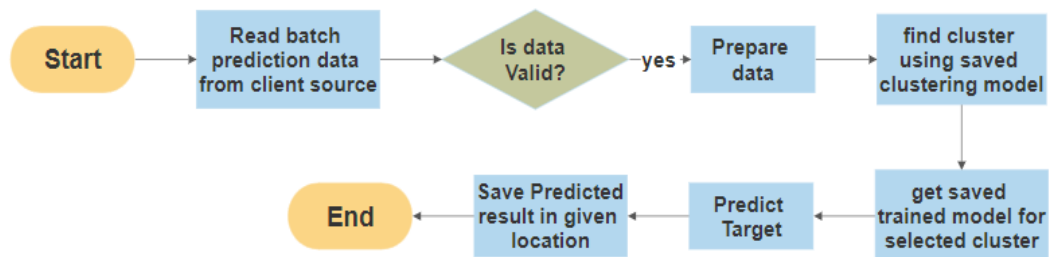 Start
Read batch
prediction data
from client source
Is data
Valid?
yes
Prepare
data
find cluster
using saved
clustering model
get saved
trained model for
selected cluster
Predict
Target
Save Predicted
result in given
location
End